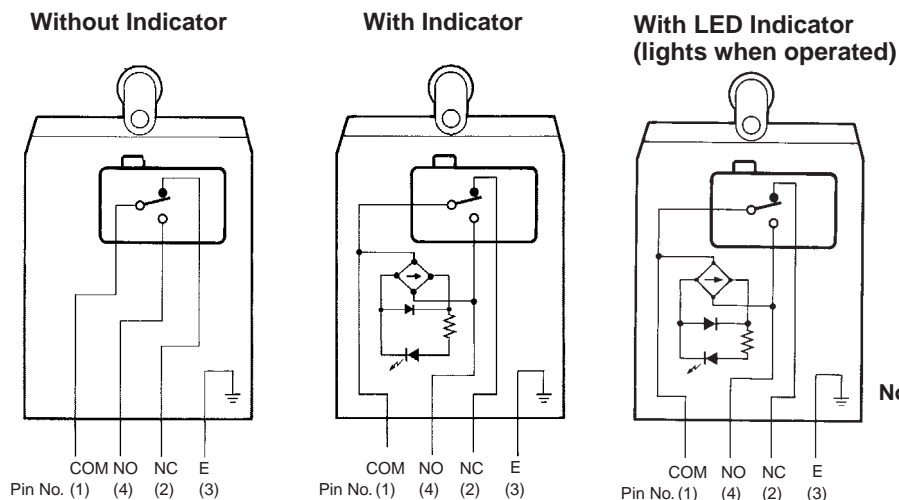 Without Indicator
With Indicator
With LED Indicator
(lights when operated)
COM NO NC E
Pin No. (1) (4) (2) (3)
COM NO NC E
Pin No. (1) (4) (2) (3)
COM NO NC E
Pin No. (1) (4) (2) (3)